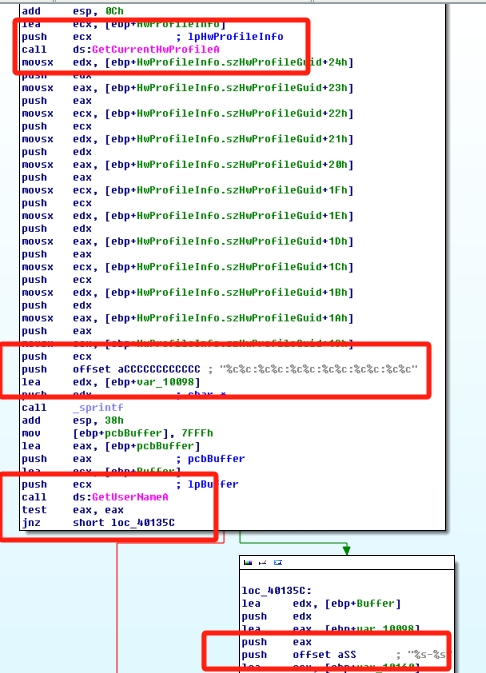 add esp, 0Ch
lea ecx, [ebp+HwProfileInfo]
push ecx ; lpHwProfileInfo
call ds:GetCurrentHwProfileA
movsx edx, [ebp+HwProfileInfo.szHwProfileGuid+24h]
push edx
movsx eax, [ebp+HwProfileInfo.szHwProfileGuid+23h]
push eax
movsx ecx, [ebp+HwProfileInfo.szHwProfileGuid+22h]
push ecx
movsx edx, [ebp+HwProfileInfo.szHwProfileGuid+21h]
push edx
movsx eax, [ebp+HwProfileInfo.szHwProfileGuid+20h]
push eax
movsx ecx, [ebp+HwProfileInfo.szHwProfileGuid+1Fh]
push ecx
movsx edx, [ebp+HwProfileInfo.szHwProfileGuid+1Eh]
push edx
movsx eax, [ebp+HwProfileInfo.szHwProfileGuid+1Dh]
push eax
movsx ecx, [ebp+HwProfileInfo.szHwProfileGuid+1Ch]
push ecx
movsx edx, [ebp+HwProfileInfo.szHwProfileGuid+1Bh]
push edx
movsx eax, [ebp+HwProfileInfo.szHwProfileGuid+1Ah]
push eax
movsx ecx, [ebp+HwProfileInfo.szHwProfileGuid+19h]
push ecx
push offset aCCCCCCCCCCCC ; "%c%c:%c%c:%c%c:%c%c:%c%c:%c%c"
lea edx, [ebp+var_10098]
push edx ; char *
call _sprintf
add esp, 38h
mov [ebp+pcbBuffer], 7FFFh
lea eax, [ebp+pcbBuffer]
push eax ; pcbBuffer
lea ecx, [ebp+Buffer]
push ecx ; lpBuffer
call ds:GetUserNameA
test eax, eax
jnz short loc_40135C
loc_40135C:
lea edx, [ebp+Buffer]
push edx
lea eax, [ebp+var_10098]
push eax
push offset aSS ; "%s-%s
lea ecx, [ebp+var_10160]